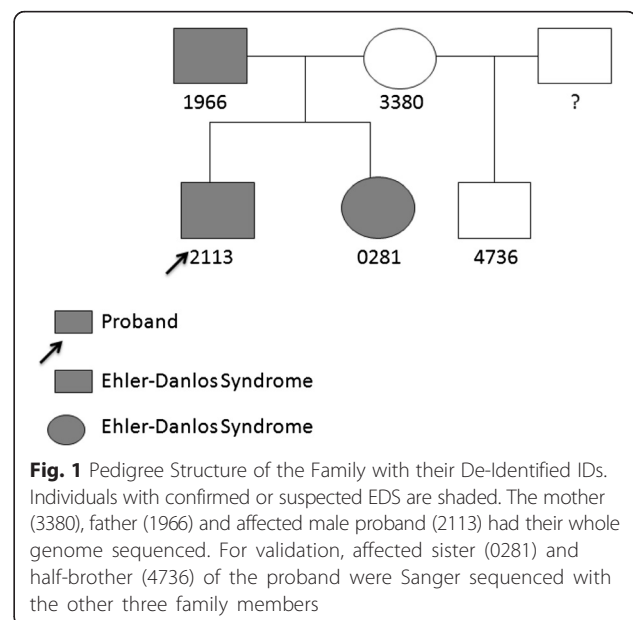 1966 3380 ?
2113 0281 4736
Proband
Ehler-Danlos Syndrome
Ehler-Danlos Syndrome
Fig. 1 Pedigree Structure of the Family with their De-Identified IDs.
Individuals with confirmed or suspected EDS are shaded. The mother
(3380), father (1966) and affected male proband (2113) had their whole
genome sequenced. For validation, affected sister (0281) and
half-brother (4736) of the proband were Sanger sequenced with
the other three family members